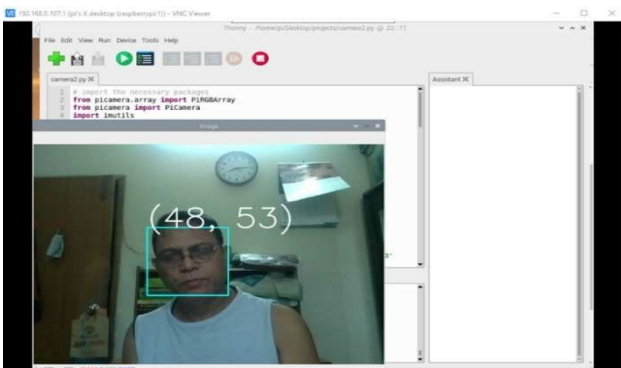 192.168.0.107:1 (pi's X desktop (raspberrypi:1)) - VNC Viewer
Thonny - /home/pi/Desktop/projects/camera2.py @
File Edit View Run Device Tools Help
camera2.py
Assistant
1 # import the necessary packages
2 from picamera.array import PiRGBArray
3 from picamera import PiCamera
4 import imutils
Image
(48, 53)